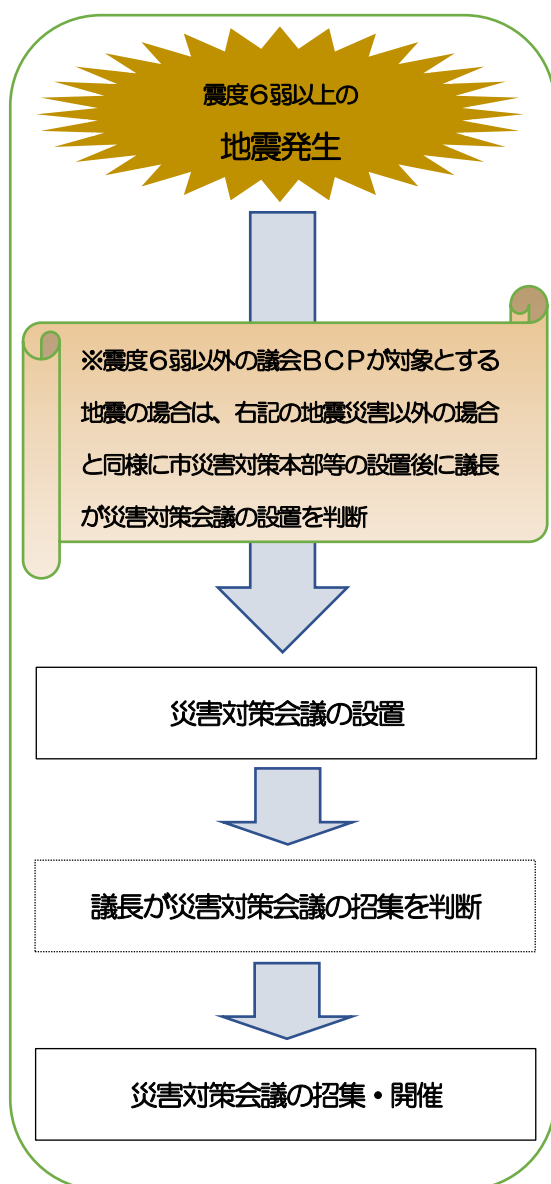 震度６弱以上の
地震発生
※震度６弱以外の議会ＢＣＰが対象とする
地震の場合は、右記の地震災害以外の場合
と同様に市災害対策本部等の設置後に議長
が災害対策会議の設置を判断
災害対策会議の設置
議長が災害対策会議の招集を判断
災害対策会議の招集・開催